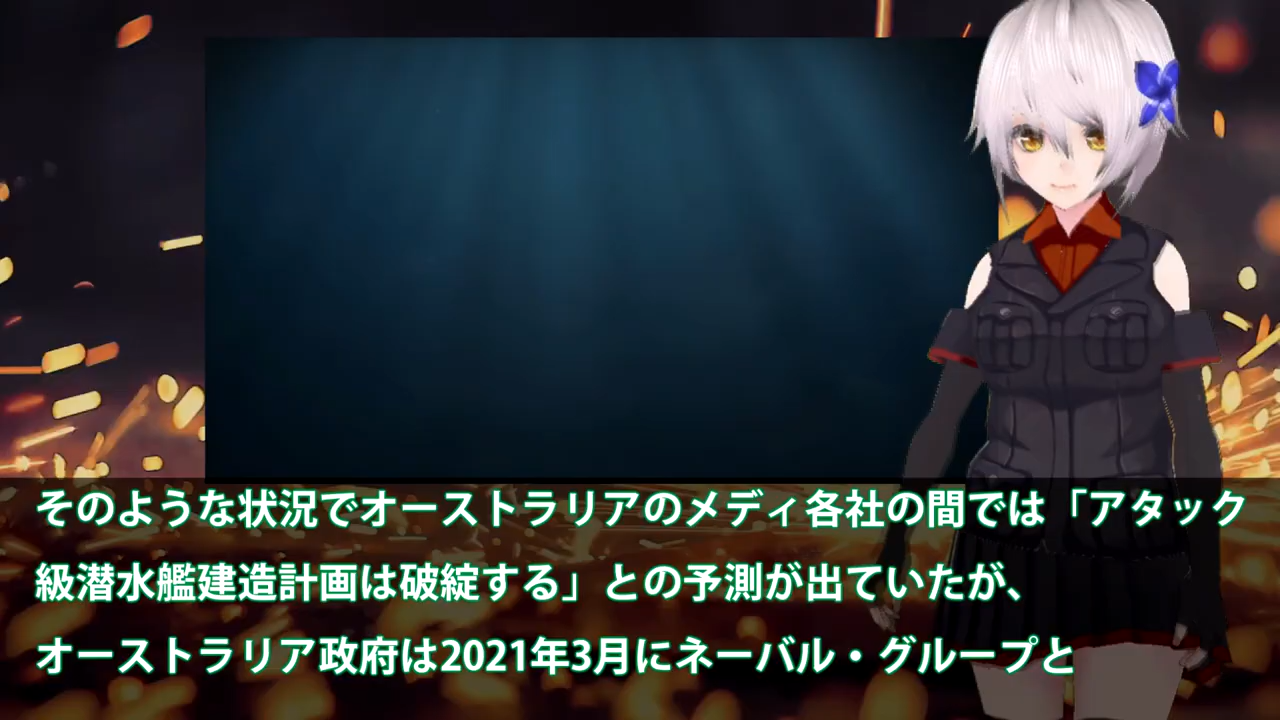 そのような状況でオーストラリアのメディ各社の間では「アタック
級潜水艦建造計画は破綻する」との予測が出ていたが、
オーストラリア政府は2021年3月にネーバル・グループと